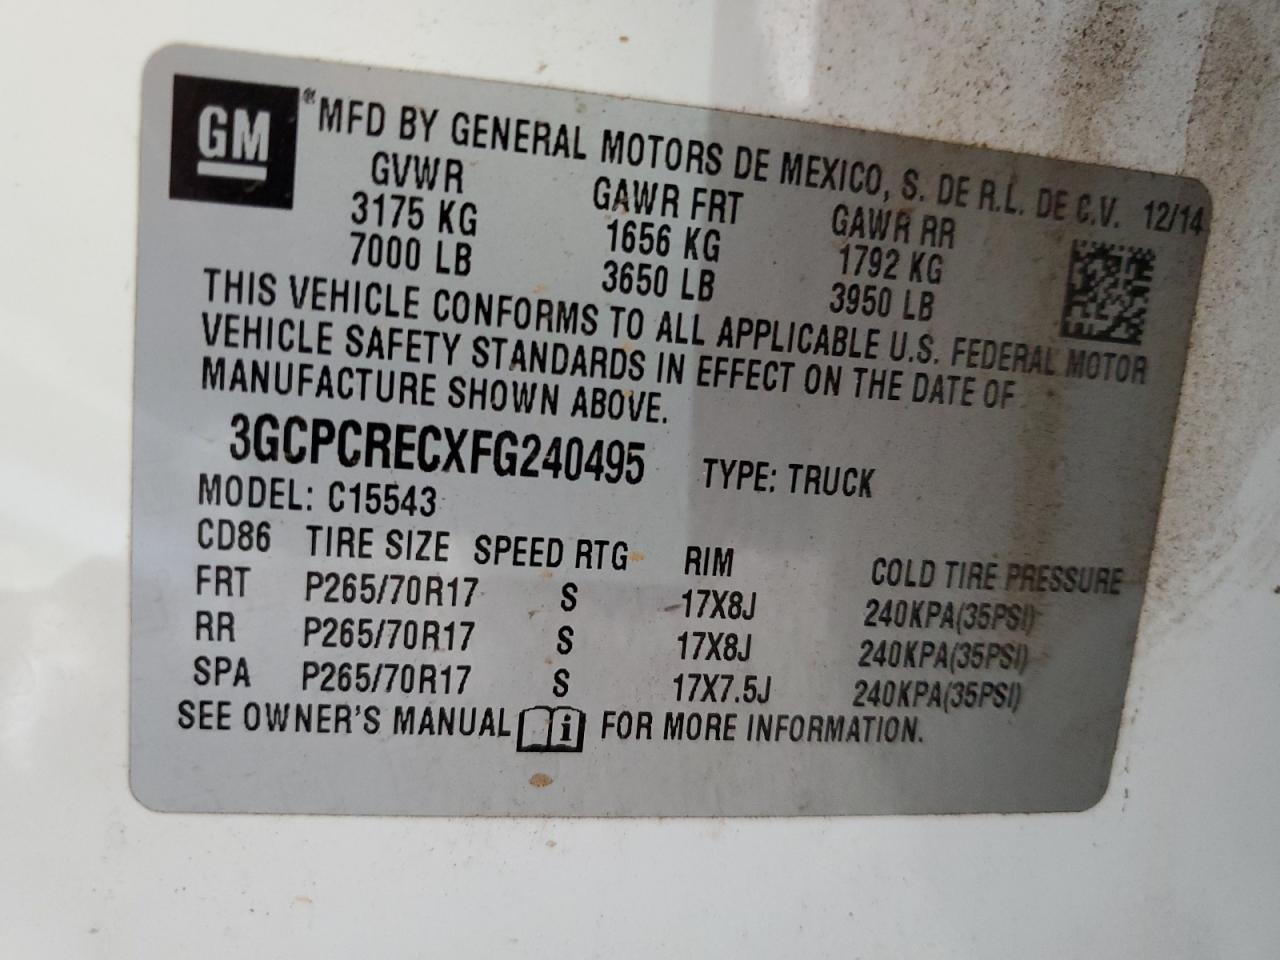 GM ® MFD BY GENERAL MOTORS DE MEXICO, S. DE R.L. DE C.V. 12/14
GVWR GAWR FRT GAWR RR
3175 KG 1656 KG 1792 KG
7000 LB 3650 LB 3950 LB
THIS VEHICLE CONFORMS TO ALL APPLICABLE U.S. FEDERAL MOTOR
VEHICLE SAFETY STANDARDS IN EFFECT ON THE DATE OF
MANUFACTURE SHOWN ABOVE.
3GCPCRECXFG240495 TYPE: TRUCK
MODEL: C15543
CD86 TIRE SIZE SPEED RTG RIM COLD TIRE PRESSURE
FRT P265/70R17 S 17X8J 240KPA(35PSI)
RR P265/70R17 S 17X8J 240KPA(35PSI)
SPA P265/70R17 S 17X7.5J 240KPA(35PSI)
SEE OWNER'S MANUAL i FOR MORE INFORMATION.